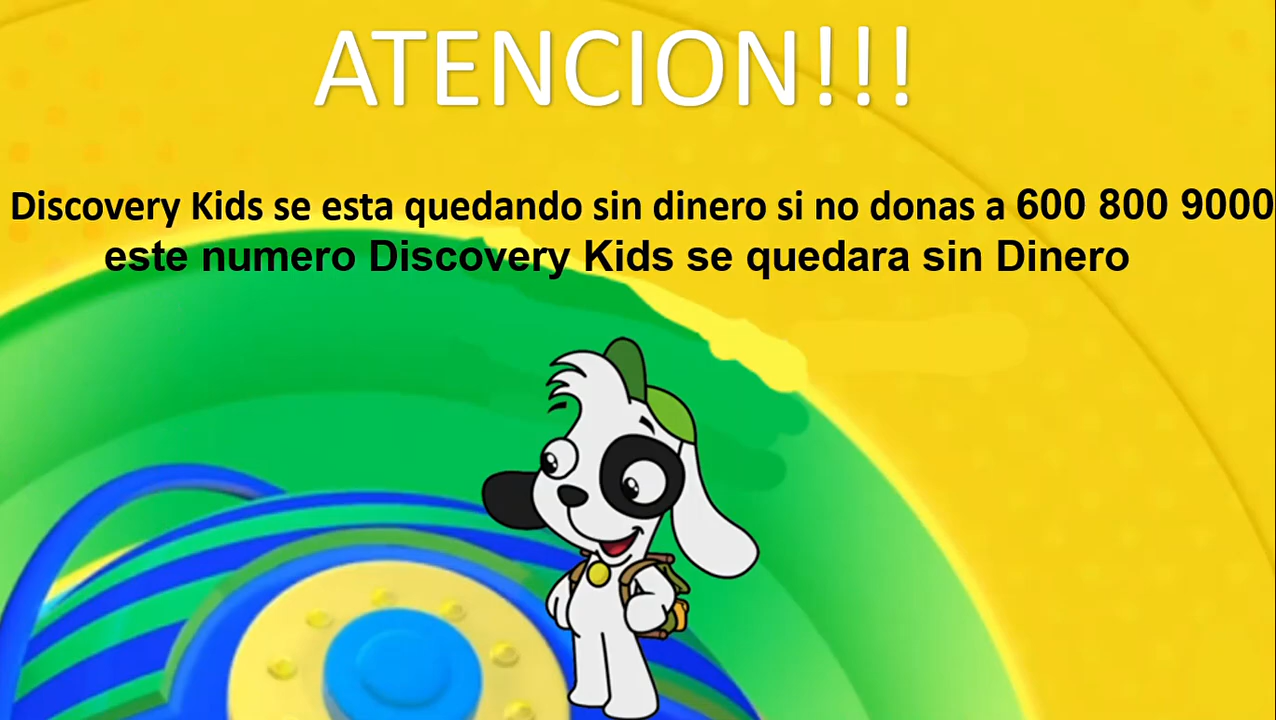 ATENCION!!!
Discovery Kids se esta quedando sin dinero si no donas a 600 800 9000
este numero Discovery Kids se quedara sin Dinero